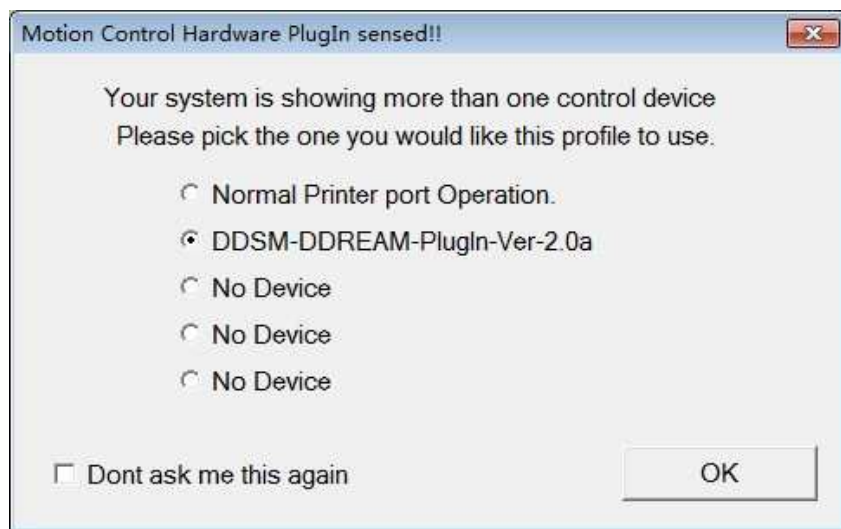 Motion Control Hardware PlugIn sensed!!
Your system is showing more than one control device
Please pick the one you would like this profile to use.
Normal Printer port Operation.
DDSM-DDREAM-PlugIn-Ver-2.0a
No Device
No Device
No Device
Dont ask me this again
OK